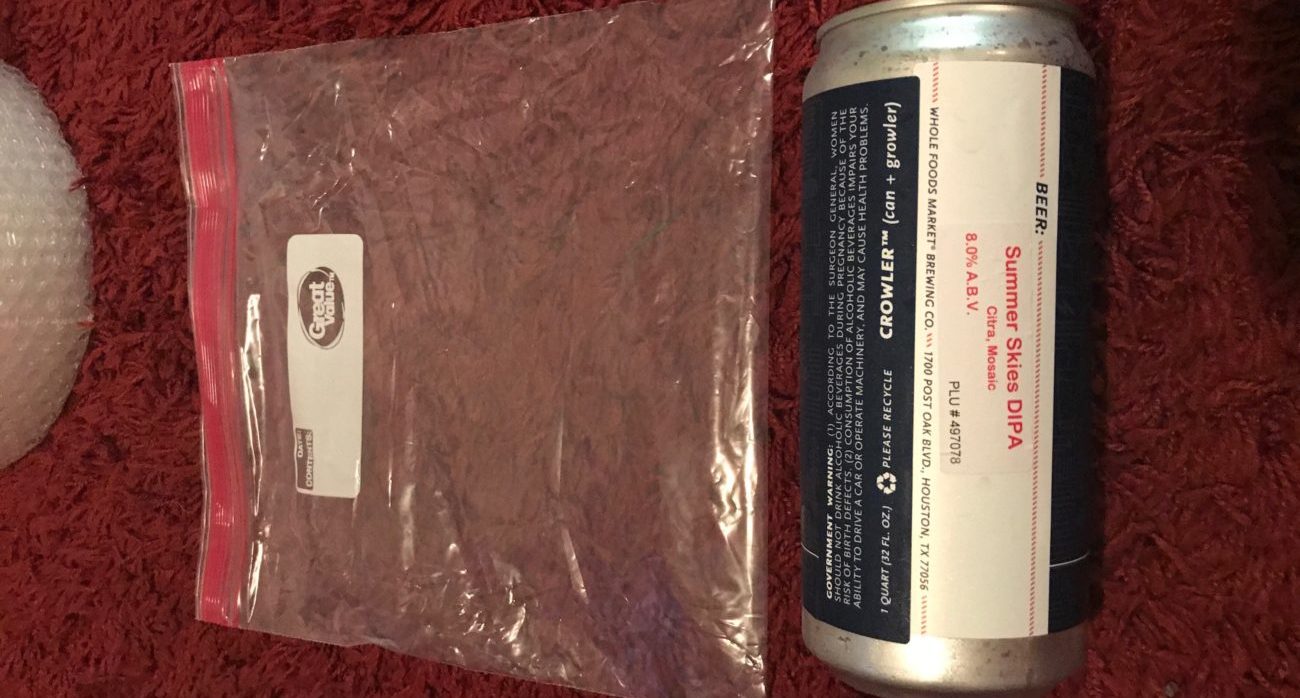 Great
Value™
DATE:
CONTENTS:
GOVERNMENT WARNING: (1) ACCORDING TO THE SURGEON GENERAL, WOMEN
SHOULD NOT DRINK ALCOHOLIC BEVERAGES DURING PREGNANCY BECAUSE OF THE
RISK OF BIRTH DEFECTS. (2) CONSUMPTION OF ALCOHOLIC BEVERAGES IMPAIRS YOUR
ABILITY TO DRIVE A CAR OR OPERATE MACHINERY, AND MAY CAUSE HEALTH PROBLEMS.
1 QUART (32 FL. OZ.) PLEASE RECYCLE CROWLER™ (can + growler)
WHOLE FOODS MARKET® BREWING CO. 1700 POST OAK BLVD., HOUSTON, TX 77056
BEER:
Summer Skies DIPA
Citra, Mosaic
8.0% A.B.V.
PLU # 497078